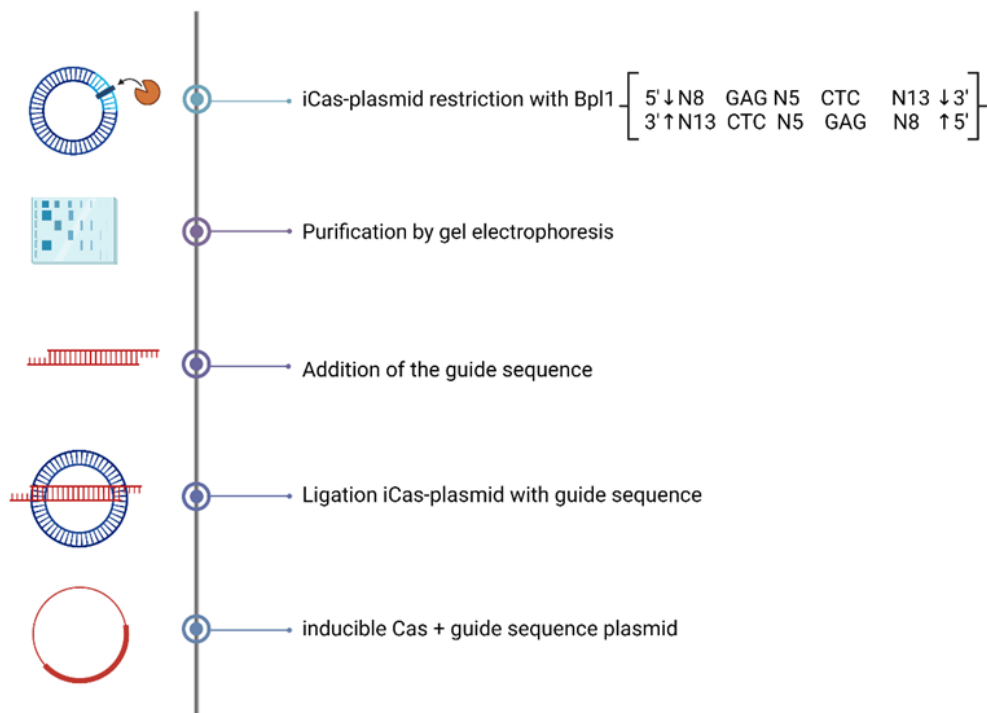 iCas-plasmid restriction with Bpl1
5'↓N8 GAG N5 CTC N13 ↓3'
3'↑N13 CTC N5 GAG N8 ↑5'
Purification by gel electrophoresis
Addition of the guide sequence
Ligation iCas-plasmid with guide sequence
inducible Cas + guide sequence plasmid